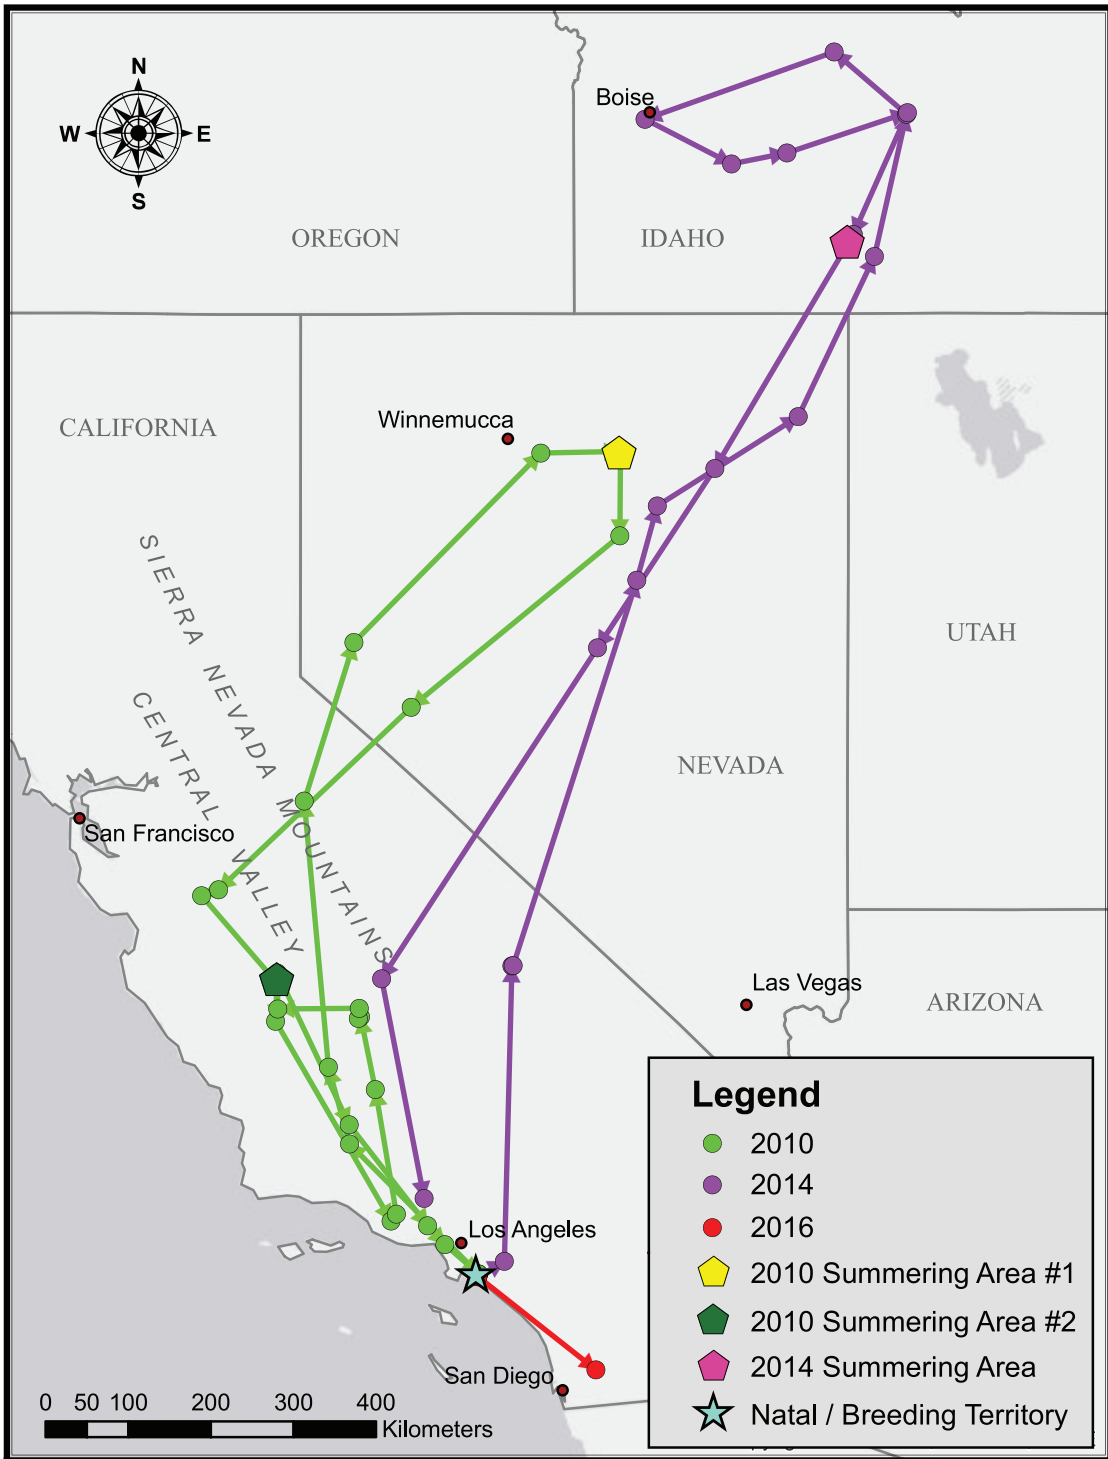 N
W
E
S
Boise
OREGON
IDAHO
CALIFORNIA
Winnemucca
SIERRA NEVADA MOUNTAINS
CENTRAL VALLEY
UTAH
NEVADA
San Francisco
Las Vegas
ARIZONA
Los Angeles
San Diego
0 50 100 200 300 400
Kilometers
Legend
2010
2014
2016
2010 Summering Area #1
2010 Summering Area #2
2014 Summering Area
Natal / Breeding Territory